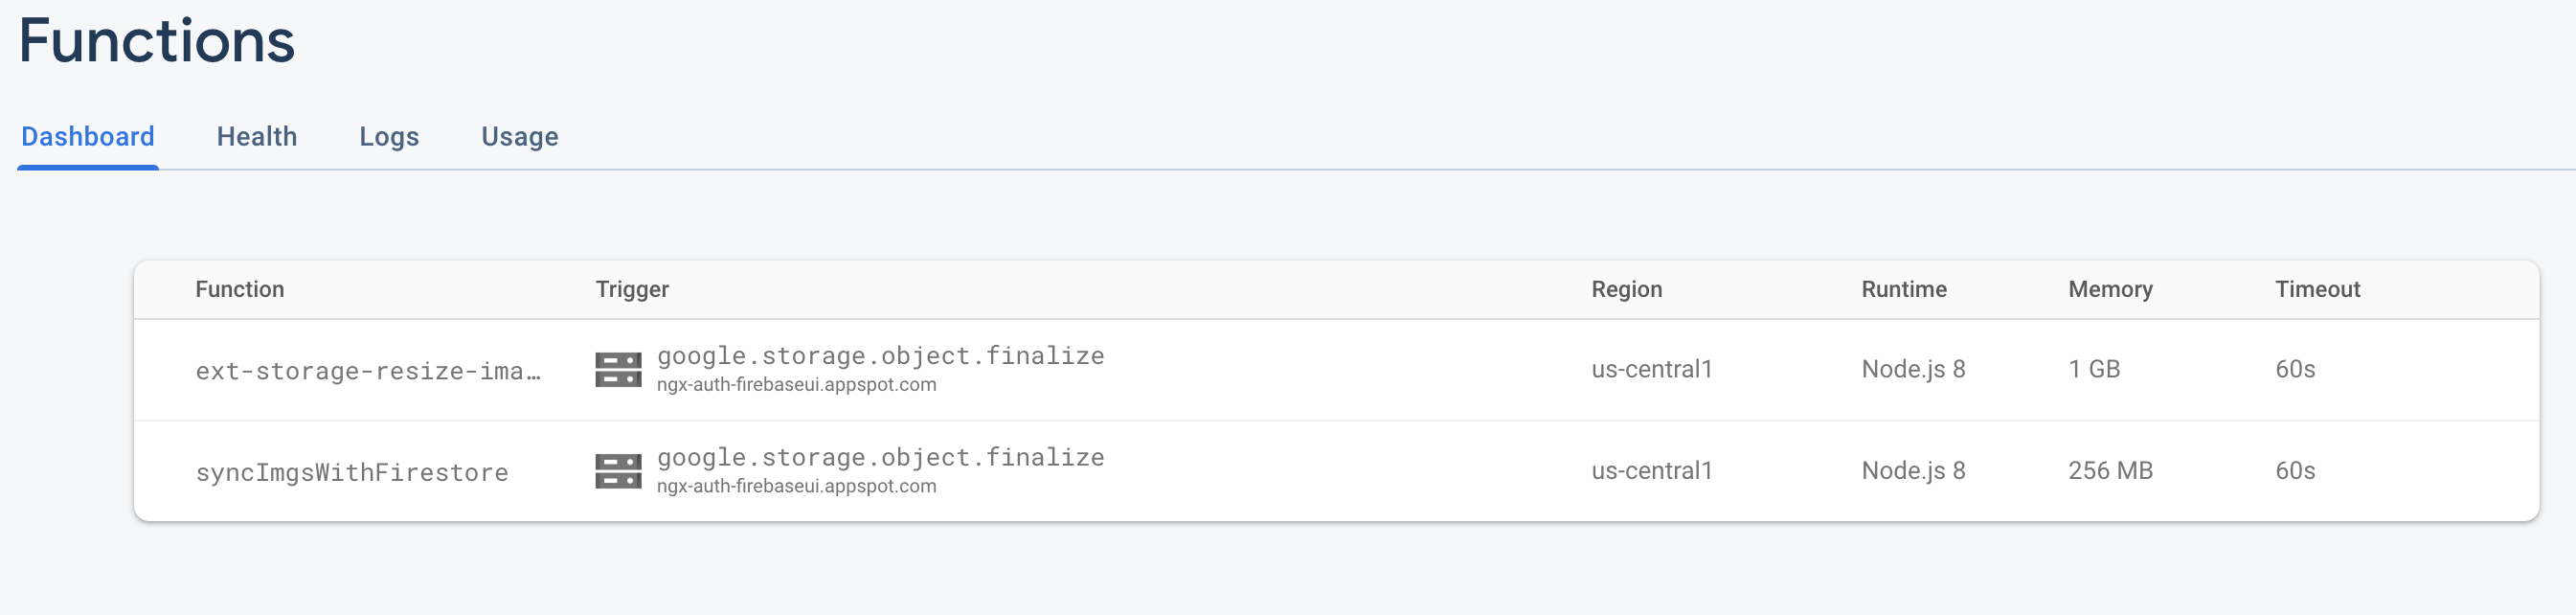 Functions
Dashboard Health Logs Usage
Function Trigger Region Runtime Memory Timeout
ext-storage-resize-ima… google.storage.object.finalize us-central1 Node.js 8 1 GB 60s
ngx-auth-firebaseui.appspot.com
syncImgsWithFirestore google.storage.object.finalize us-central1 Node.js 8 256 MB 60s
ngx-auth-firebaseui.appspot.com